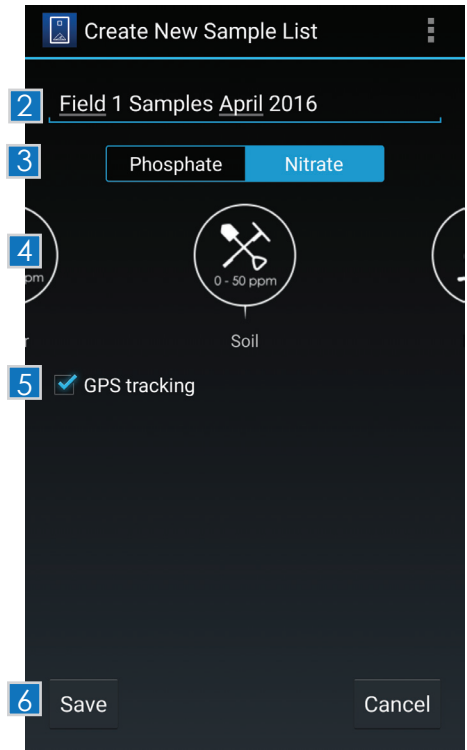 Create New Sample List
2 Field 1 Samples April 2016
3 Phosphate Nitrate
4 pm 0 - 50 ppm
r Soil
5 GPS tracking
6 Save Cancel